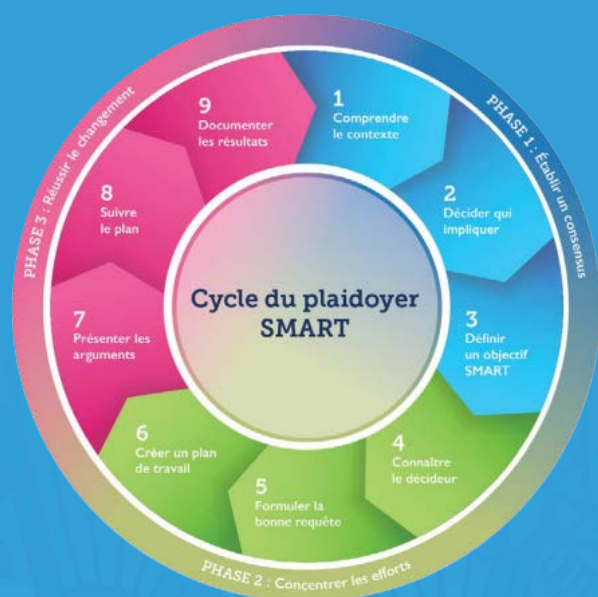 Cycle du plaidoyer
SMART
PHASE 1 : Établir un consensus
1
Comprendre
le contexte
2
Décider qui
impliquer
3
Définir
un objectif
SMART
PHASE 2 : Concentrer les efforts
4
Connaître
le décideur
5
Formuler la
bonne requête
6
Créer un plan
de travail
PHASE 3 : Réussir le changement
7
Présenter les
arguments
8
Suivre
le plan
9
Documenter
les résultats